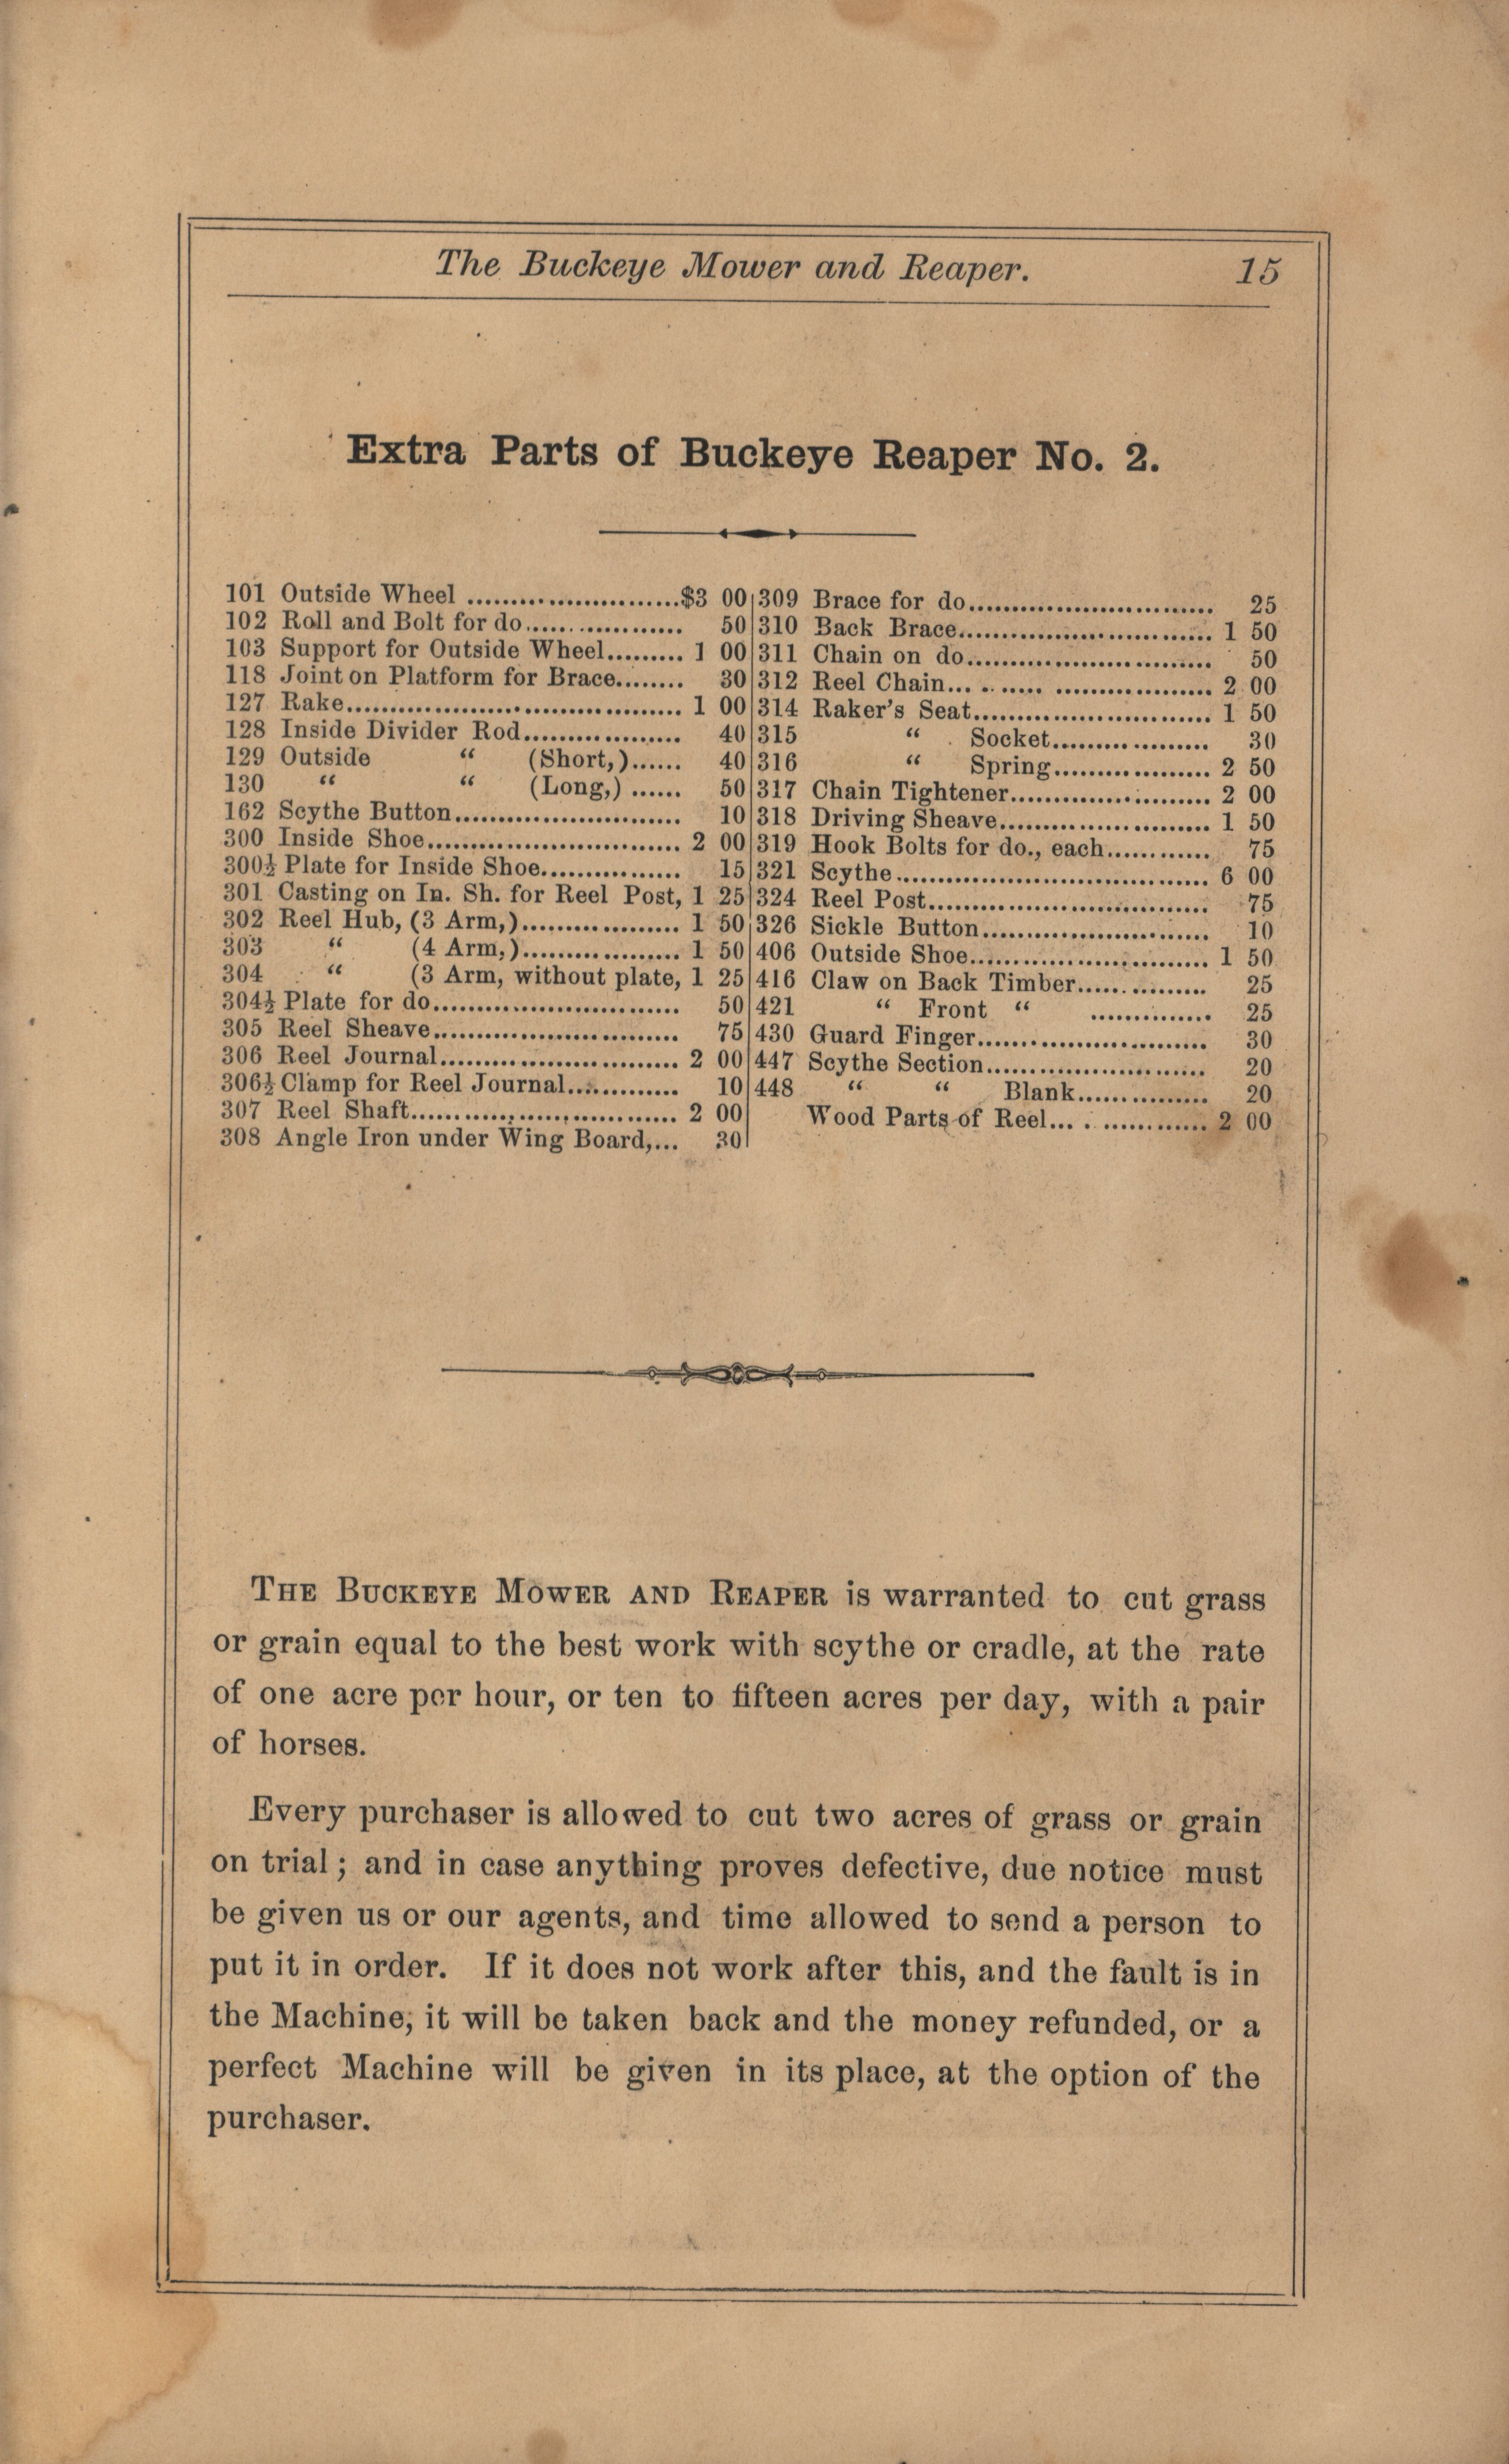 The Buckeye Mower and Reaper. 15
Extra Parts of Buckeye Reaper No. 2.
101 Outside Wheel ........................$3 00
102 Roll and Bolt for do.................. 50
103 Support for Outside Wheel......... 1 00
118 Joint on Platform for Brace........ 30
127 Rake...................................... 1 00
128 Inside Divider Rod.................. 40
129 Outside “ (Short,)...... 40
130 “ “ (Long,) ...... 50
162 Scythe Button......................... 10
300 Inside Shoe............................ 2 00
300½ Plate for Inside Shoe................ 15
301 Casting on In. Sh. for Reel Post, 1 25
302 Reel Hub, (3 Arm,).................. 1 50
303 “ (4 Arm,).................. 1 50
304 “ (3 Arm, without plate, 1 25
304½ Plate for do............................ 50
305 Reel Sheave............................ 75
306 Reel Journal........................... 2 00
306½ Clamp for Reel Journal............. 10
307 Reel Shaft.............................. 2 00
308 Angle Iron under Wing Board,... 30
309 Brace for do............................ 25
310 Back Brace............................. 1 50
311 Chain on do............................ 50
312 Reel Chain... .. ...... .................. 2 00
314 Raker's Seat........................... 1 50
315 “ Socket.................. 30
316 “ Spring.................. 2 50
317 Chain Tightener....................... 2 00
318 Driving Sheave........................ 1 50
319 Hook Bolts for do., each............ 75
321 Scythe................................... 6 00
324 Reel Post................................ 75
326 Sickle Button.......................... 10
406 Outside Shoe........................... 1 50
416 Claw on Back Timber............... 25
421 “ Front “ ............. 25
430 Guard Finger.......................... 30
447 Scythe Section......................... 20
448 “ “ Blank............... 20
Wood Parts of Reel... . ............ 2 00
THE BUCKEYE MOWER AND REAPER is warranted to cut grass
or grain equal to the best work with scythe or cradle, at the rate
of one acre per hour, or ten to fifteen acres per day, with a pair
of horses.
Every purchaser is allowed to cut two acres of grass or grain
on trial; and in case anything proves defective, due notice must
be given us or our agents, and time allowed to send a person to
put it in order. If it does not work after this, and the fault is in
the Machine, it will be taken back and the money refunded, or a
perfect Machine will be given in its place, at the option of the
purchaser.